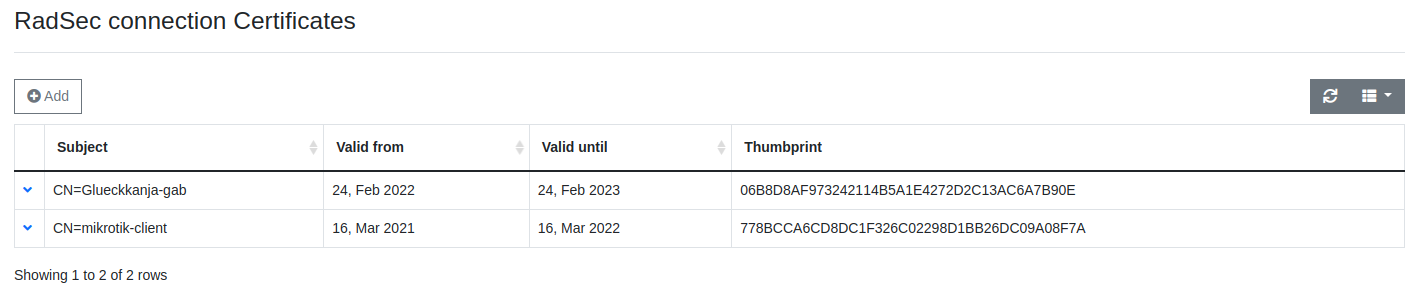 RadSec connection Certificates
Add
Subject Valid from Valid until Thumbprint
CN=Glueckkanja-gab 24, Feb 2022 24, Feb 2023 06B8D8AF973242114B5A1E4272D2C13AC6A7B90E
CN=mikrotik-client 16, Mar 2021 16, Mar 2022 778BCCA6CD8DC1F326C02298D1BB26DC09A08F7A
Showing 1 to 2 of 2 rows